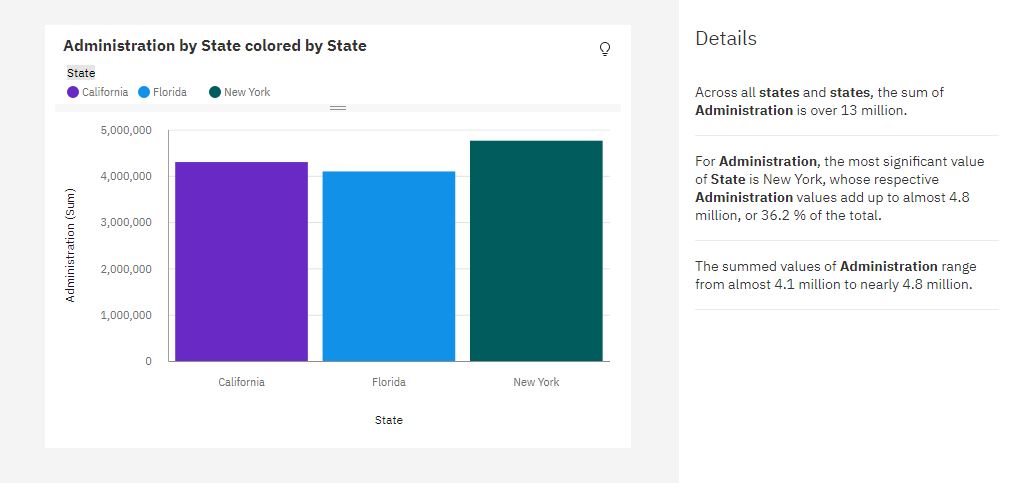 Administration by State colored by State
State
California Florida New York
5,000,000
4,000,000
3,000,000
2,000,000
1,000,000
0
Administration (Sum)
California Florida New York
State
Details
Across all states and states, the sum of
Administration is over 13 million.
For Administration, the most significant value
of State is New York, whose respective
Administration values add up to almost 4.8
million, or 36.2 % of the total.
The summed values of Administration range
from almost 4.1 million to nearly 4.8 million.